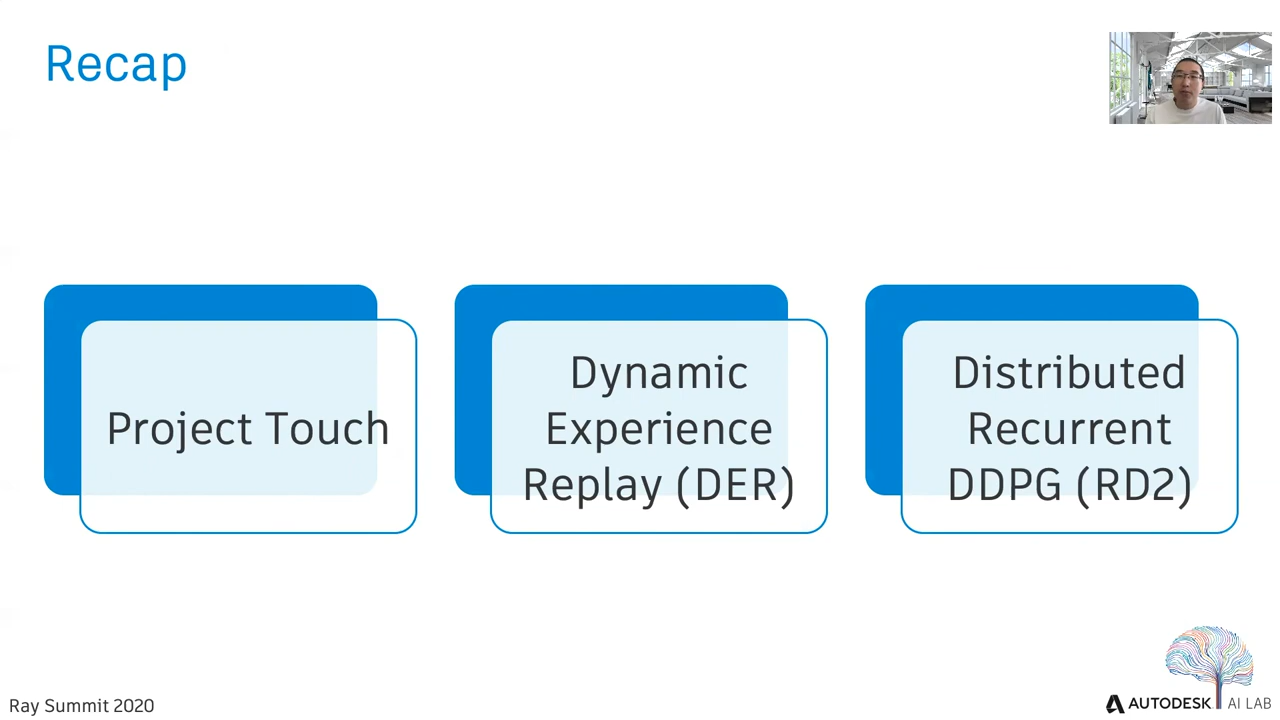 Recap
Project Touch
Dynamic
Experience
Replay (DER)
Distributed
Recurrent
DDPG (RD2)
Ray Summit 2020
AUTODESK AI LAB